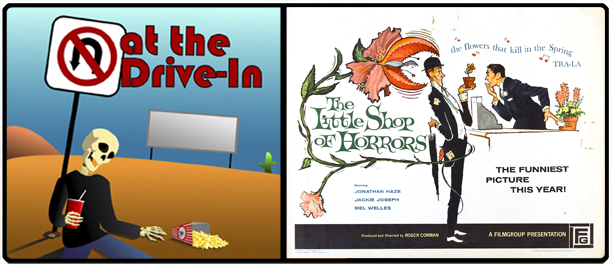 at the
Drive-In
the flowers that kill in the Spring
TRA-LA
The
Little Shop
of Horrors
THE FUNNIEST
PICTURE
THIS YEAR!
Starring
JONATHAN HAZE
JACKIE JOSEPH
MEL WELLES
Produced and Directed by ROGER CORMAN
A FILMGROUP PRESENTATION